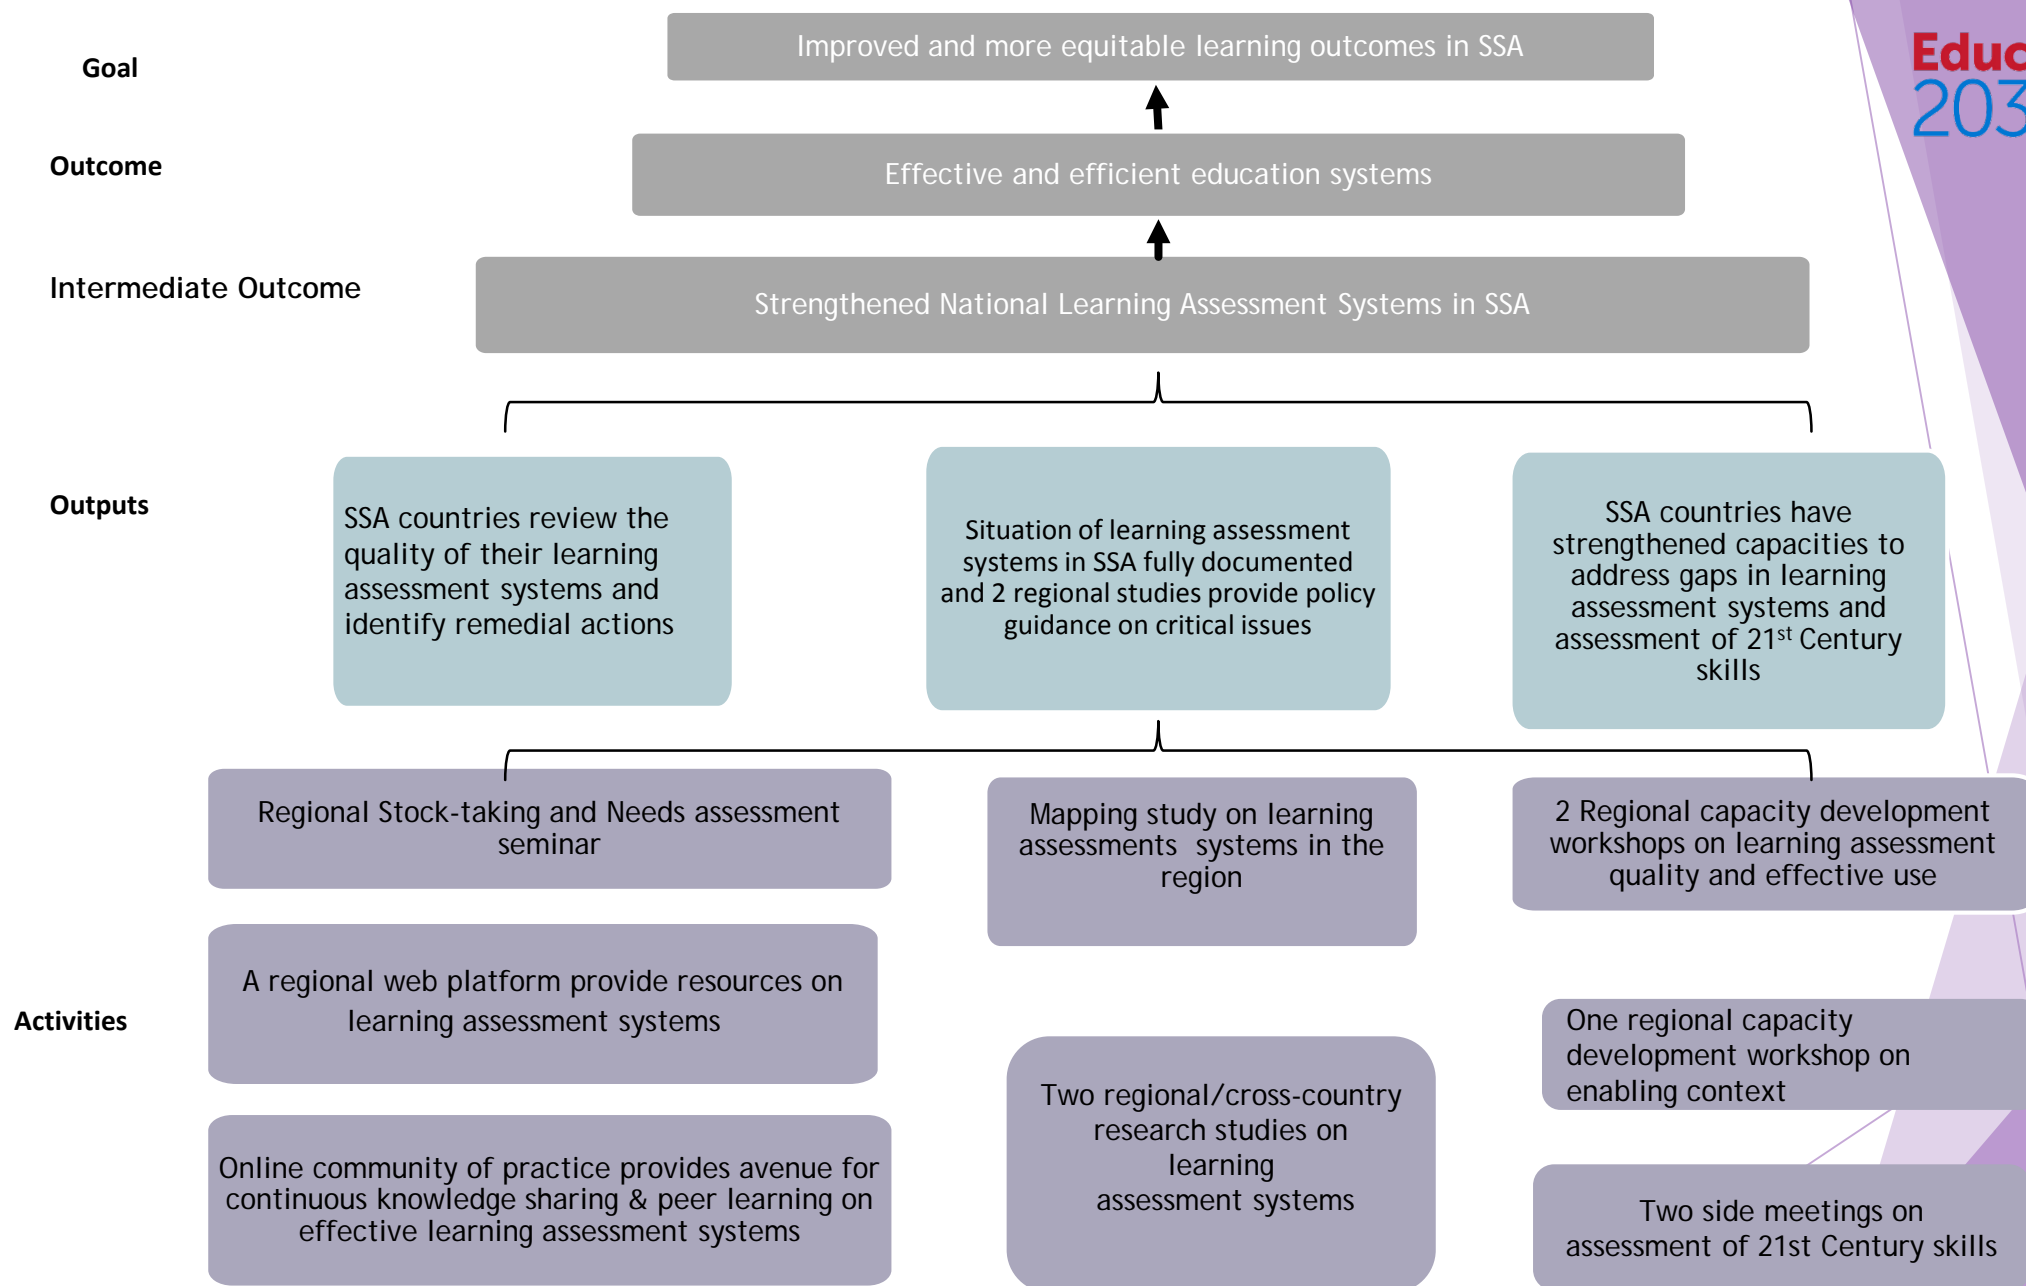 Goal
Improved and more equitable learning outcomes in SSA
Educ
203
Outcome
Effective and efficient education systems
Intermediate Outcome
Strengthened National Learning Assessment Systems in SSA
Outputs
SSA countries review the
quality of their learning
assessment systems and
identify remedial actions
Situation of learning assessment
systems in SSA fully documented
and 2 regional studies provide policy
guidance on critical issues
SSA countries have
strengthened capacities to
address gaps in learning
assessment systems and
assessment of 21st Century
skills
Regional Stock-taking and Needs assessment
seminar
Mapping study on learning
assessments systems in the
region
2 Regional capacity development
workshops on learning assessment
quality and effective use
Activities
A regional web platform provide resources on
learning assessment systems
Two regional/cross-country
research studies on
learning
assessment systems
One regional capacity
development workshop on
enabling context
Online community of practice provides avenue for
continuous knowledge sharing & peer learning on
effective learning assessment systems
Two side meetings on
assessment of 21st Century skills